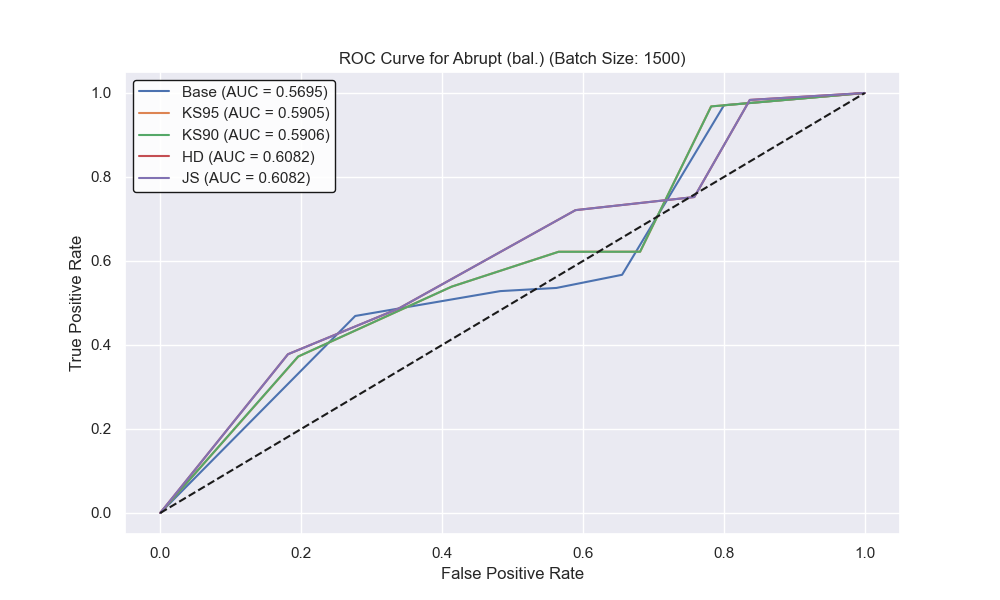 ROC Curve for Abrupt (bal.) (Batch Size: 1500)
Base (AUC = 0.5695)
KS95 (AUC = 0.5905)
KS90 (AUC = 0.5906)
HD (AUC = 0.6082)
JS (AUC = 0.6082)
True Positive Rate
1.0
0.8
0.6
0.4
0.2
0.0
0.0 0.2 0.4 0.6 0.8 1.0
False Positive Rate